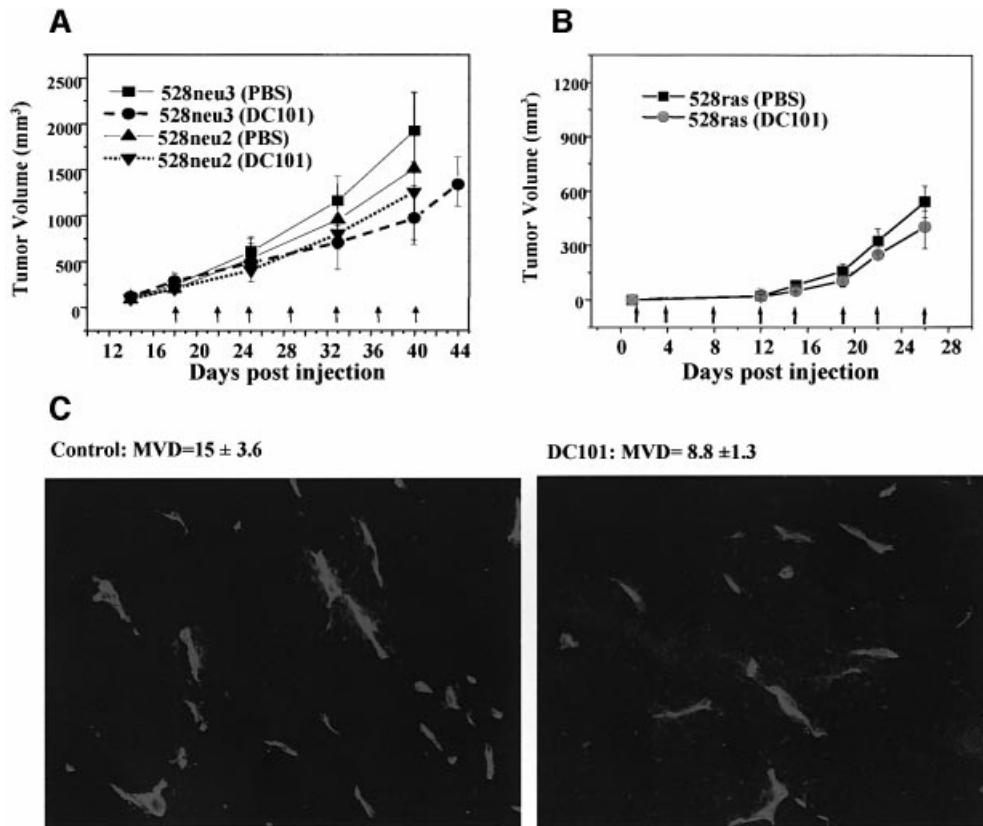 A
Tumor Volume (mm³)
2500
2000
1500
1000
500
0
528neu3 (PBS)
528neu3 (DC101)
528neu2 (PBS)
528neu2 (DC101)
12 16 20 24 28 32 36 40 44
Days post injection
B
Tumor Volume (mm³)
1200
900
600
300
0
528ras (PBS)
528ras (DC101)
0 4 8 12 16 20 24 28
Days post injection
C
Control: MVD=15 ± 3.6
DC101: MVD= 8.8 ±1.3